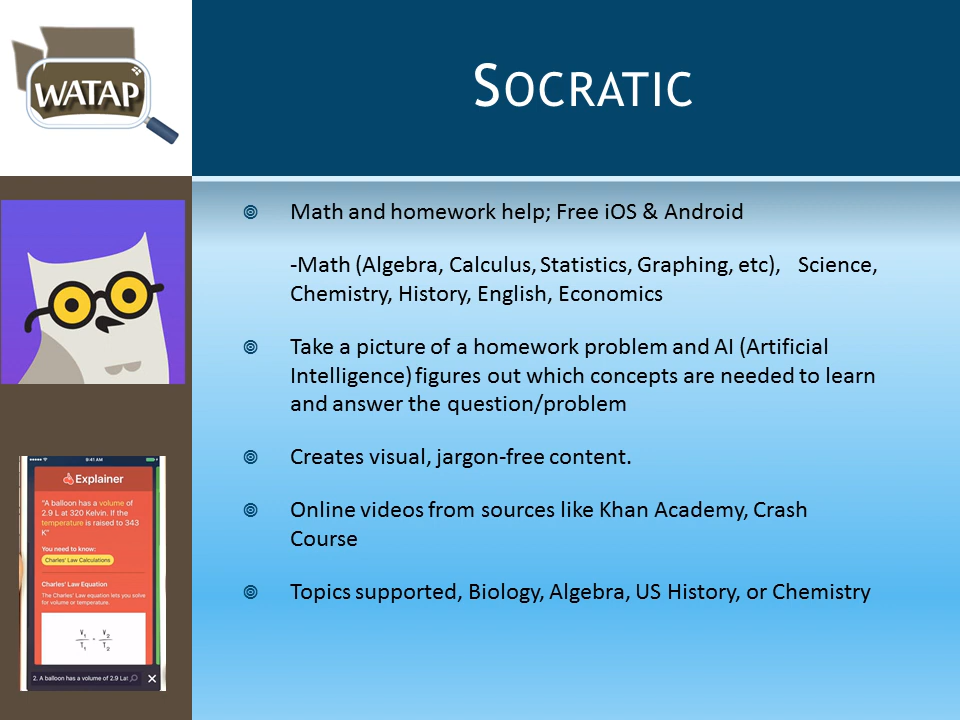 WATAP
SOCRATIC
Math and homework help; Free iOS & Android
-Math (Algebra, Calculus, Statistics, Graphing, etc), Science,
Chemistry, History, English, Economics
Take a picture of a homework problem and AI (Artificial
Intelligence) figures out which concepts are needed to learn
and answer the question/problem
Creates visual, jargon-free content.
Online videos from sources like Khan Academy, Crash
Course
Topics supported, Biology, Algebra, US History, or Chemistry
9:41 AM
Explainer
"A balloon has a volume of
2.9 L at 320 Kelvin. If the
temperature is raised to 343
K"
You need to know:
Charles' Law Calculations
Charles' Law Equation
The Charles' Law equation lets you solve
for volume or temperature.
V1 V2
T1 T2
2. A balloon has a volume of 2.9 Lat